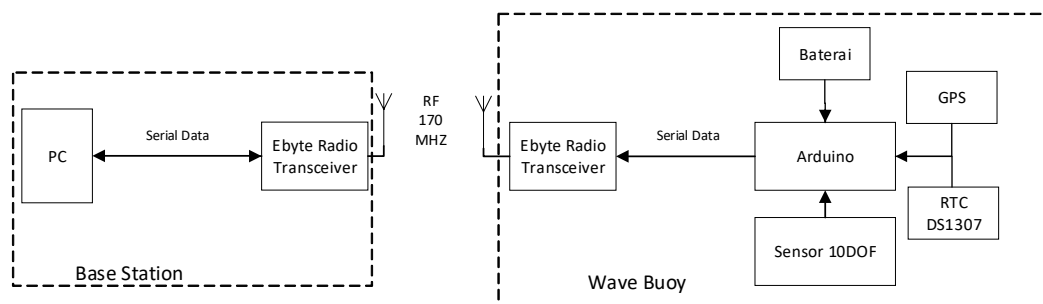 PC
Serial Data
Ebyte Radio
Transceiver
Base Station
RF
170
MHZ
Ebyte Radio
Transceiver
Serial Data
Baterai
Arduino
GPS
RTC
DS1307
Sensor 10DOF
Wave Buoy